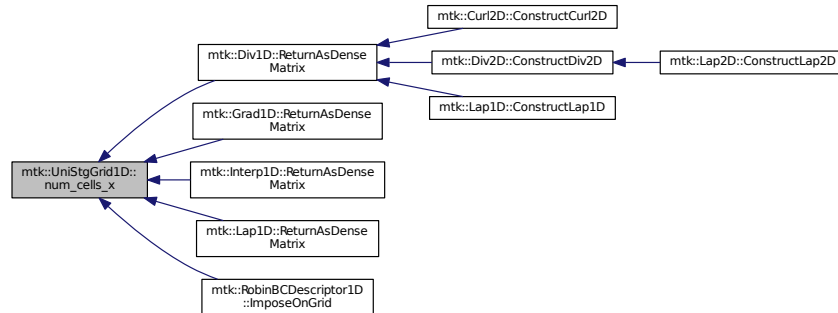 mtk::UniStgGrid1D::
num_cells_x
mtk::Div1D::ReturnAsDense
Matrix
mtk::Curl2D::ConstructCurl2D
mtk::Div2D::ConstructDiv2D
mtk::Lap2D::ConstructLap2D
mtk::Lap1D::ConstructLap1D
mtk::Grad1D::ReturnAsDense
Matrix
mtk::Interp1D::ReturnAsDense
Matrix
mtk::Lap1D::ReturnAsDense
Matrix
mtk::RobinBCDescriptor1D
::ImposeOnGrid